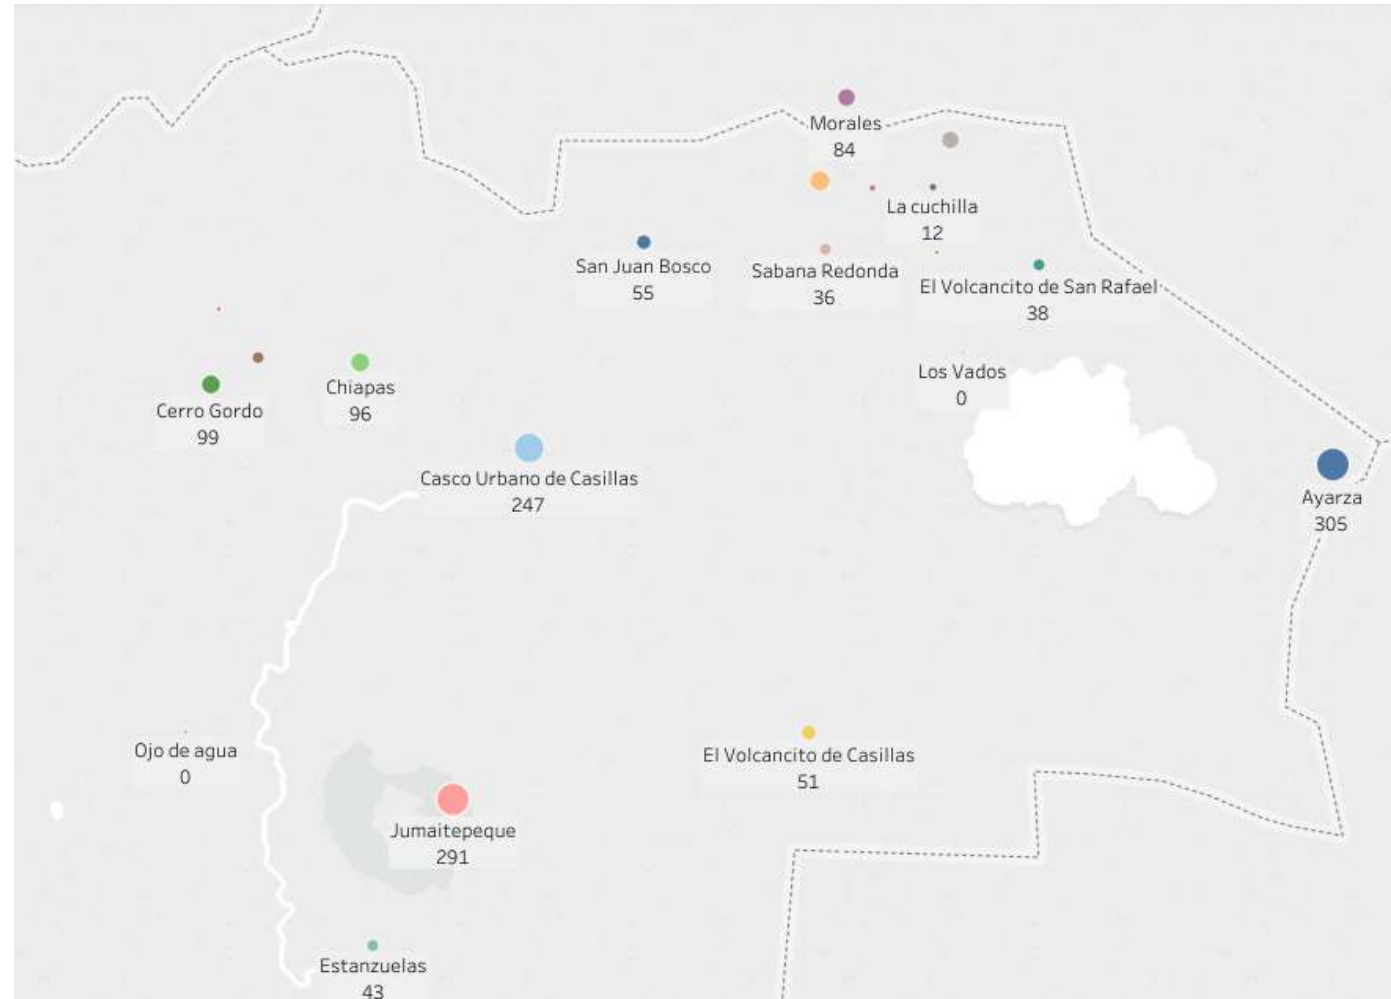 Morales
84
La cuchilla
12
San Juan Bosco
55
Sabana Redonda
36
El Volcancito de San Rafael
38
Los Vados
0
Cerro Gordo
99
Chiapas
96
Casco Urbano de Casillas
247
Ayarza
305
Ojo de agua
0
El Volcancito de Casillas
51
Jumaitepeque
291
Estanzuelas
43